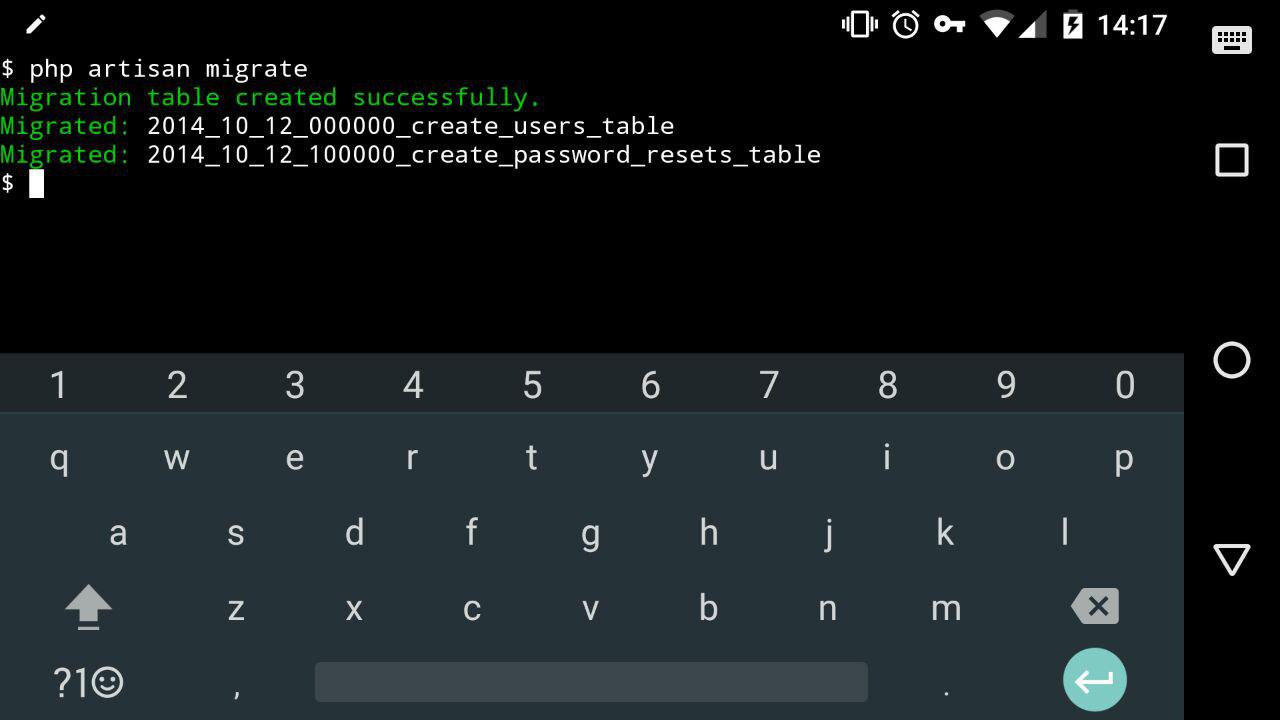 14:17
$ php artisan migrate
Migration table created successfully.
Migrated: 2014_10_12_000000_create_users_table
Migrated: 2014_10_12_100000_create_password_resets_table
$
1 2 3 4 5 6 7 8 9 0
q w e r t y u i o p
a s d f g h j k l
z x c v b n m
?1☺ , .